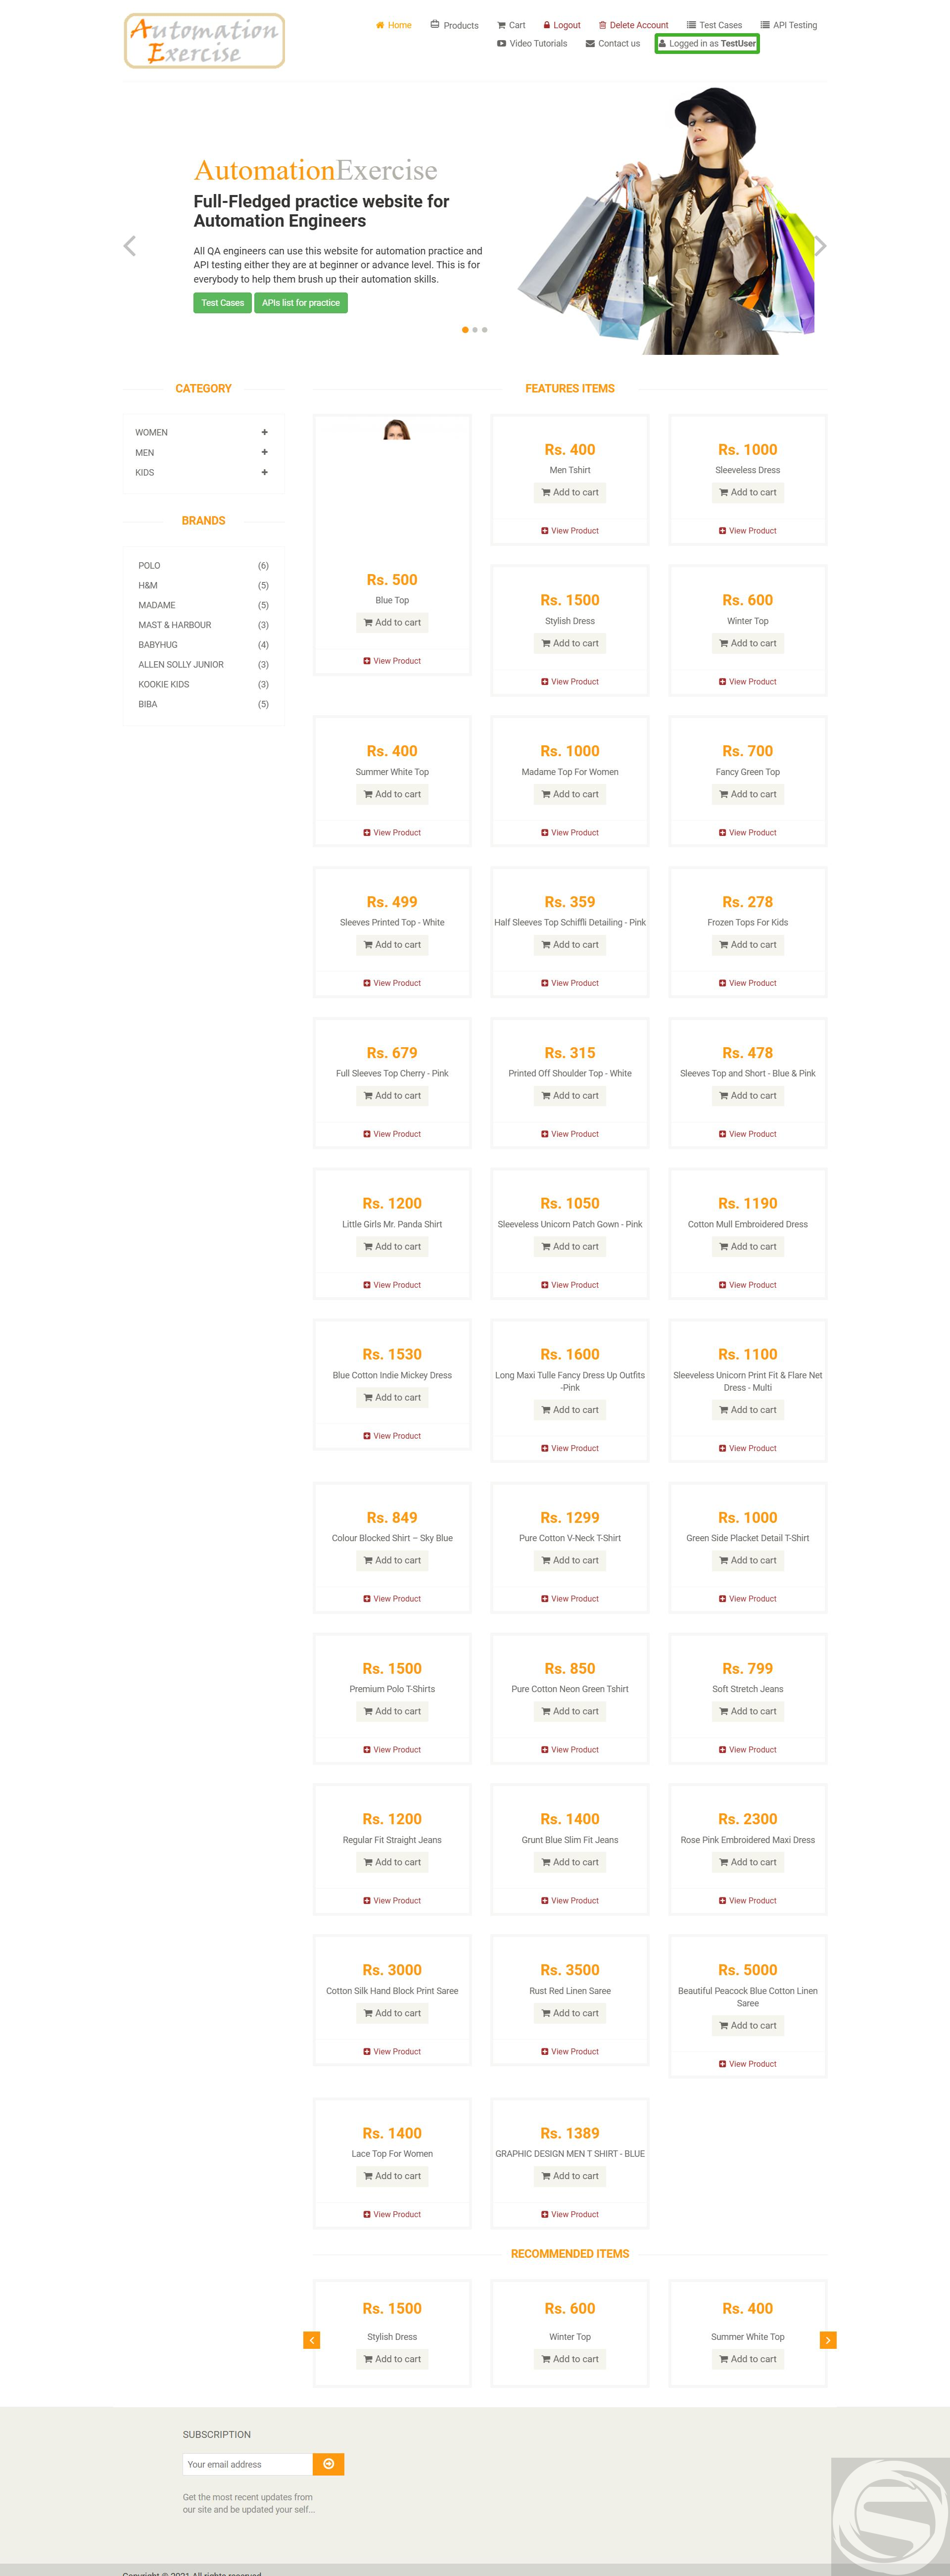 Automation
Exercise
Home Products Cart Logout Delete Account Test Cases API Testing
Video Tutorials Contact us Logged in as TestUser
AutomationExercise
Full-Fledged practice website for
Automation Engineers
All QA engineers can use this website for automation practice and
API testing either they are at beginner or advance level. This is for
everybody to help them brush up their automation skills.
Test Cases APIs list for practice
CATEGORY
WOMEN
MEN
KIDS
BRANDS
POLO (6)
H&M (5)
MADAME (5)
MAST & HARBOUR (3)
BABYHUG (4)
ALLEN SOLLY JUNIOR (3)
KOOKIE KIDS (3)
BIBA (5)
FEATURES ITEMS
Rs. 500
Blue Top
Add to cart
View Product
Rs. 400
Men Tshirt
Add to cart
View Product
Rs. 1000
Sleeveless Dress
Add to cart
View Product
Rs. 1500
Stylish Dress
Add to cart
View Product
Rs. 600
Winter Top
Add to cart
View Product
Rs. 400
Summer White Top
Add to cart
View Product
Rs. 1000
Madame Top For Women
Add to cart
View Product
Rs. 700
Fancy Green Top
Add to cart
View Product
Rs. 499
Sleeves Printed Top - White
Add to cart
View Product
Rs. 359
Half Sleeves Top Schiffli Detailing - Pink
Add to cart
View Product
Rs. 278
Frozen Tops For Kids
Add to cart
View Product
Rs. 679
Full Sleeves Top Cherry - Pink
Add to cart
View Product
Rs. 315
Printed Off Shoulder Top - White
Add to cart
View Product
Rs. 478
Sleeves Top and Short - Blue & Pink
Add to cart
View Product
Rs. 1200
Little Girls Mr. Panda Shirt
Add to cart
View Product
Rs. 1050
Sleeveless Unicorn Patch Gown - Pink
Add to cart
View Product
Rs. 1190
Cotton Mull Embroidered Dress
Add to cart
View Product
Rs. 1530
Blue Cotton Indie Mickey Dress
Add to cart
View Product
Rs. 1600
Long Maxi Tulle Fancy Dress Up Outfits
-Pink
Add to cart
View Product
Rs. 1100
Sleeveless Unicorn Print Fit & Flare Net
Dress - Multi
Add to cart
View Product
Rs. 849
Colour Blocked Shirt – Sky Blue
Add to cart
View Product
Rs. 1299
Pure Cotton V-Neck T-Shirt
Add to cart
View Product
Rs. 1000
Green Side Placket Detail T-Shirt
Add to cart
View Product
Rs. 1500
Premium Polo T-Shirts
Add to cart
View Product
Rs. 850
Pure Cotton Neon Green Tshirt
Add to cart
View Product
Rs. 799
Soft Stretch Jeans
Add to cart
View Product
Rs. 1200
Regular Fit Straight Jeans
Add to cart
View Product
Rs. 1400
Grunt Blue Slim Fit Jeans
Add to cart
View Product
Rs. 2300
Rose Pink Embroidered Maxi Dress
Add to cart
View Product
Rs. 3000
Cotton Silk Hand Block Print Saree
Add to cart
View Product
Rs. 3500
Rust Red Linen Saree
Add to cart
View Product
Rs. 5000
Beautiful Peacock Blue Cotton Linen
Saree
Add to cart
View Product
Rs. 1400
Lace Top For Women
Add to cart
View Product
Rs. 1389
GRAPHIC DESIGN MEN T SHIRT - BLUE
Add to cart
View Product
RECOMMENDED ITEMS
Rs. 1500
Stylish Dress
Add to cart
Rs. 600
Winter Top
Add to cart
Rs. 400
Summer White Top
Add to cart
SUBSCRIPTION
Your email address
Get the most recent updates from
our site and be updated your self...
Copyright © 2021 All rights reserved